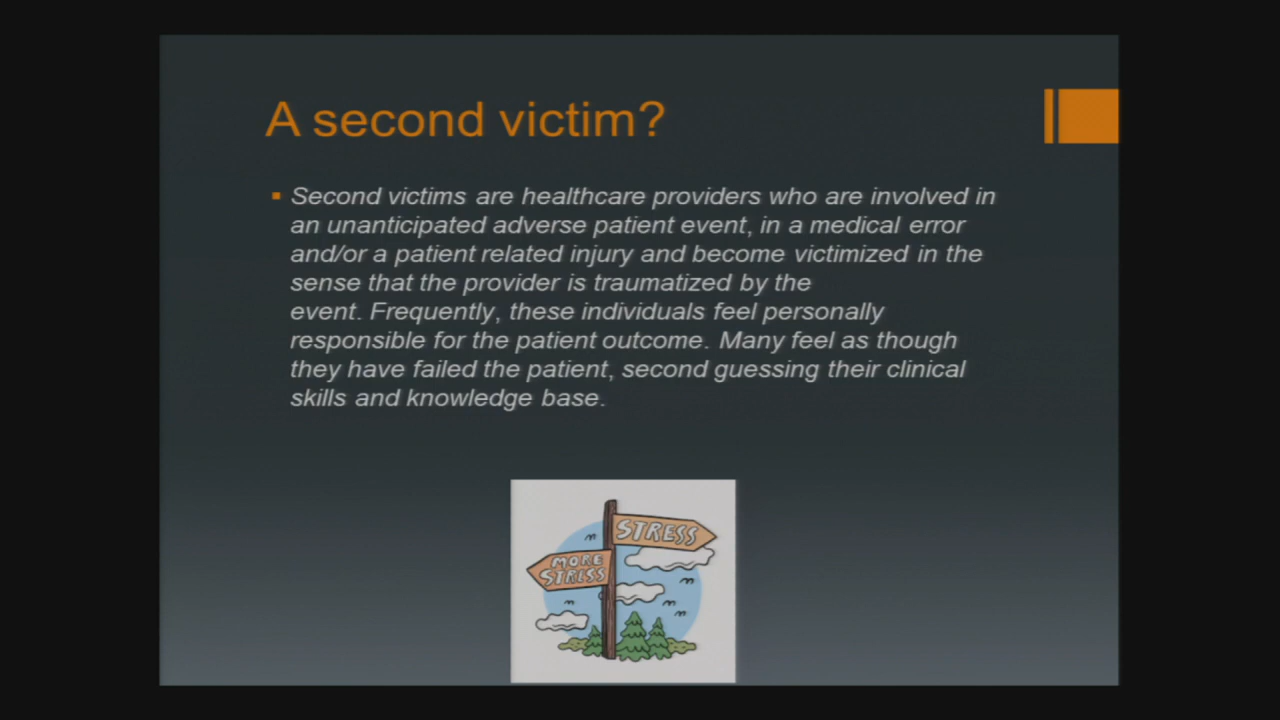 A second victim?
Second victims are healthcare providers who are involved in
an unanticipated adverse patient event, in a medical error
and/or a patient related injury and become victimized in the
sense that the provider is traumatized by the
event. Frequently, these individuals feel personally
responsible for the patient outcome. Many feel as though
they have failed the patient, second guessing their clinical
skills and knowledge base.
STRESS
MORE
STRESS